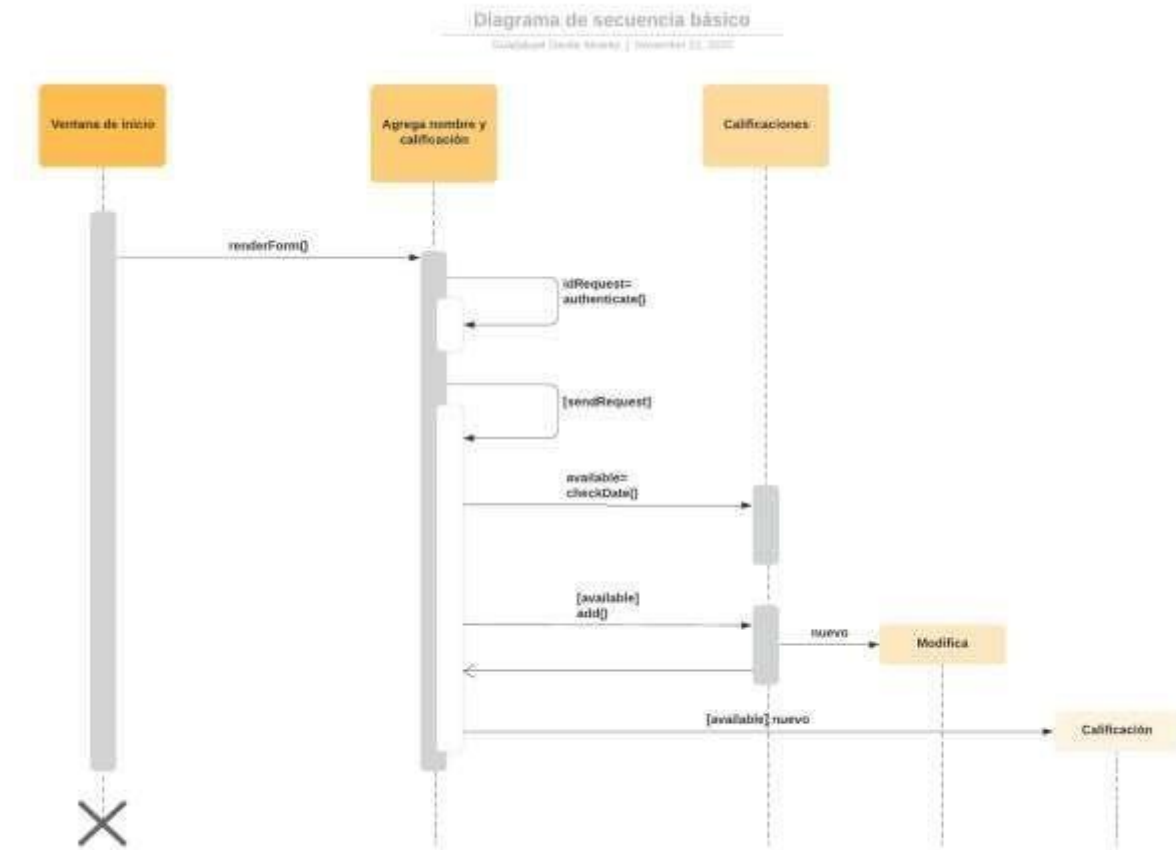 Diagrama de secuencia básico
Ventana de inicio
Agrega nombre y
calificación
Calificaciones
renderForm()
idRequest=
authenticate()
[sendRequest]
available=
checkDate()
[available]
add()
nuevo
Modifica
[available] nuevo
Calificación